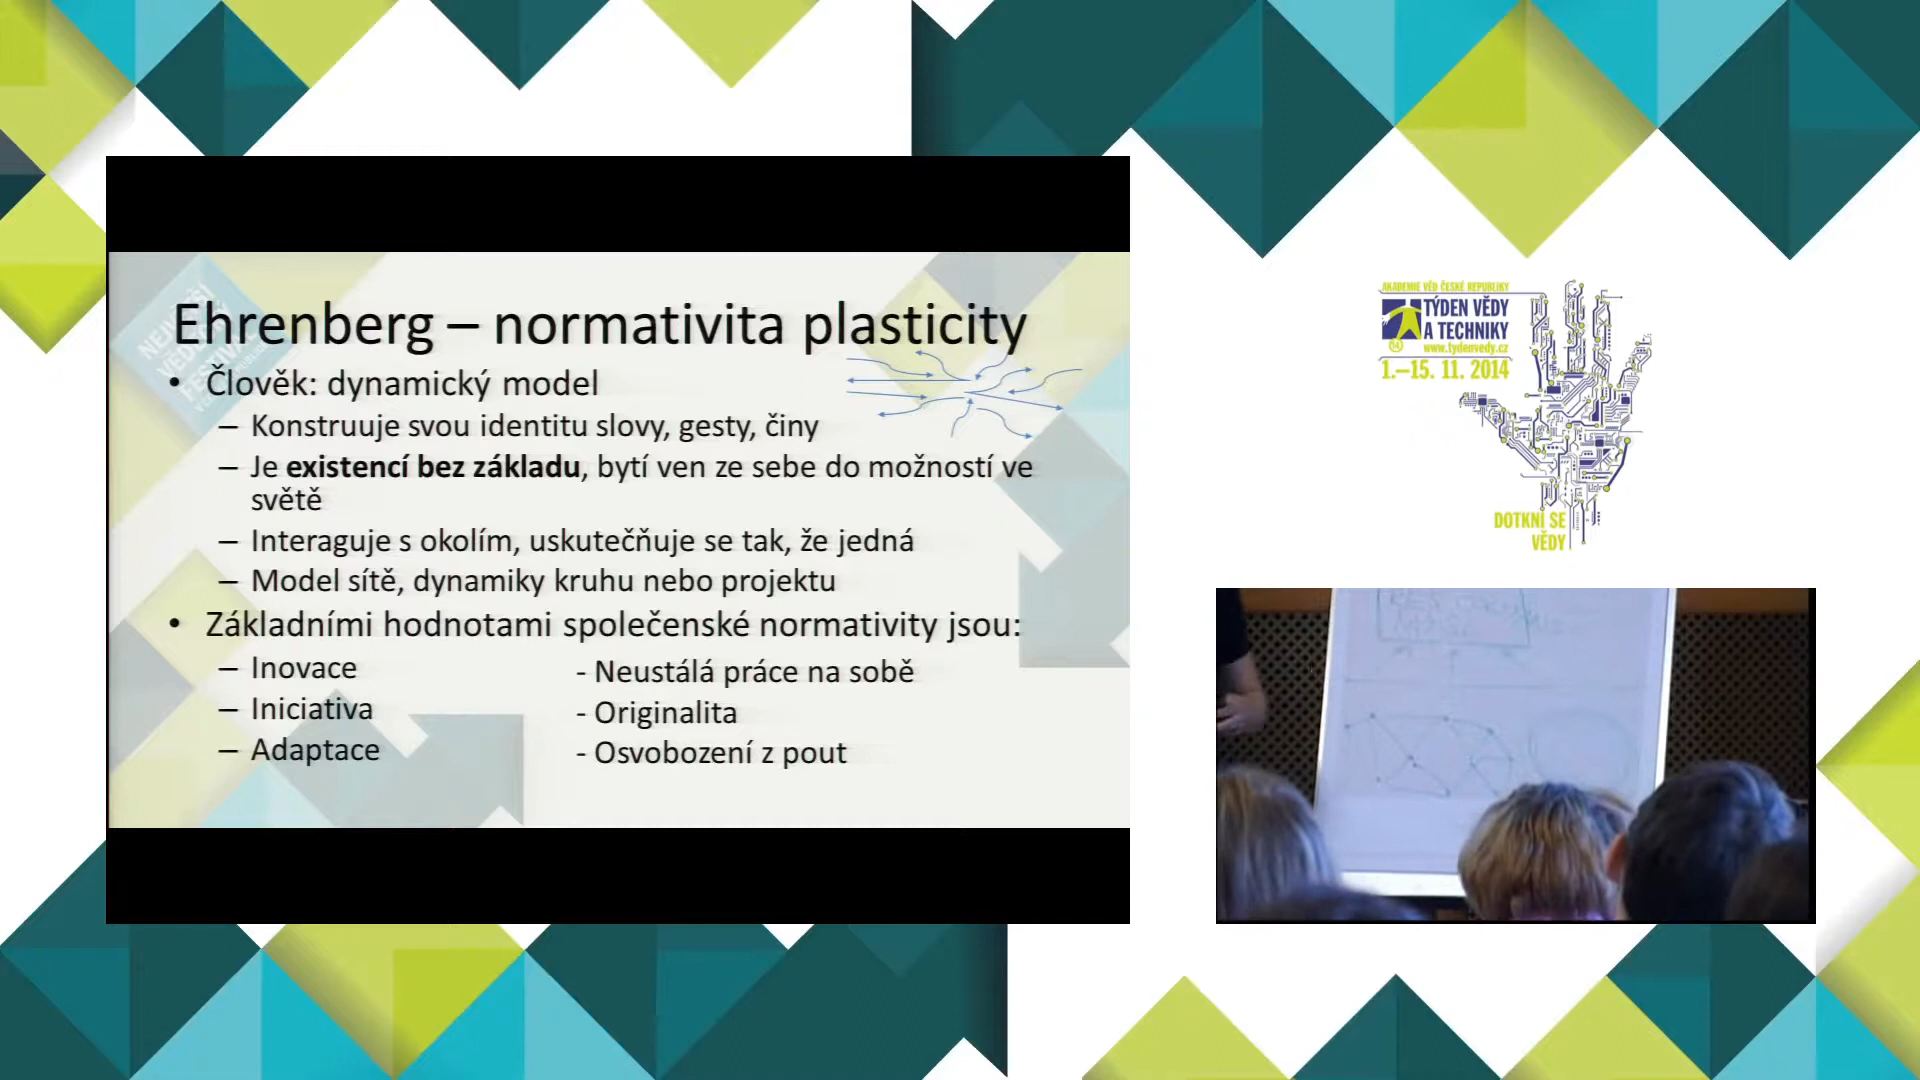 Ehrenberg – normativita plasticity
• Člověk: dynamický model
– Konstruuje svou identitu slovy, gesty, činy
– Je existencí bez základu, bytí ven ze sebe do možností ve
světě
– Interaguje s okolím, uskutečňuje se tak, že jedná
– Model sítě, dynamiky kruhu nebo projektu
• Základními hodnotami společenské normativity jsou:
– Inovace
– Iniciativa
– Adaptace
- Neustálá práce na sobě
- Originalita
- Osvobození z pout
AKADEMIE VĚD ČESKÉ REPUBLIKY
TÝDEN VĚDY
A TECHNIKY
www.tydenvedy.cz
1.–15. 11. 2014
DOTKNI SE
VĚDY